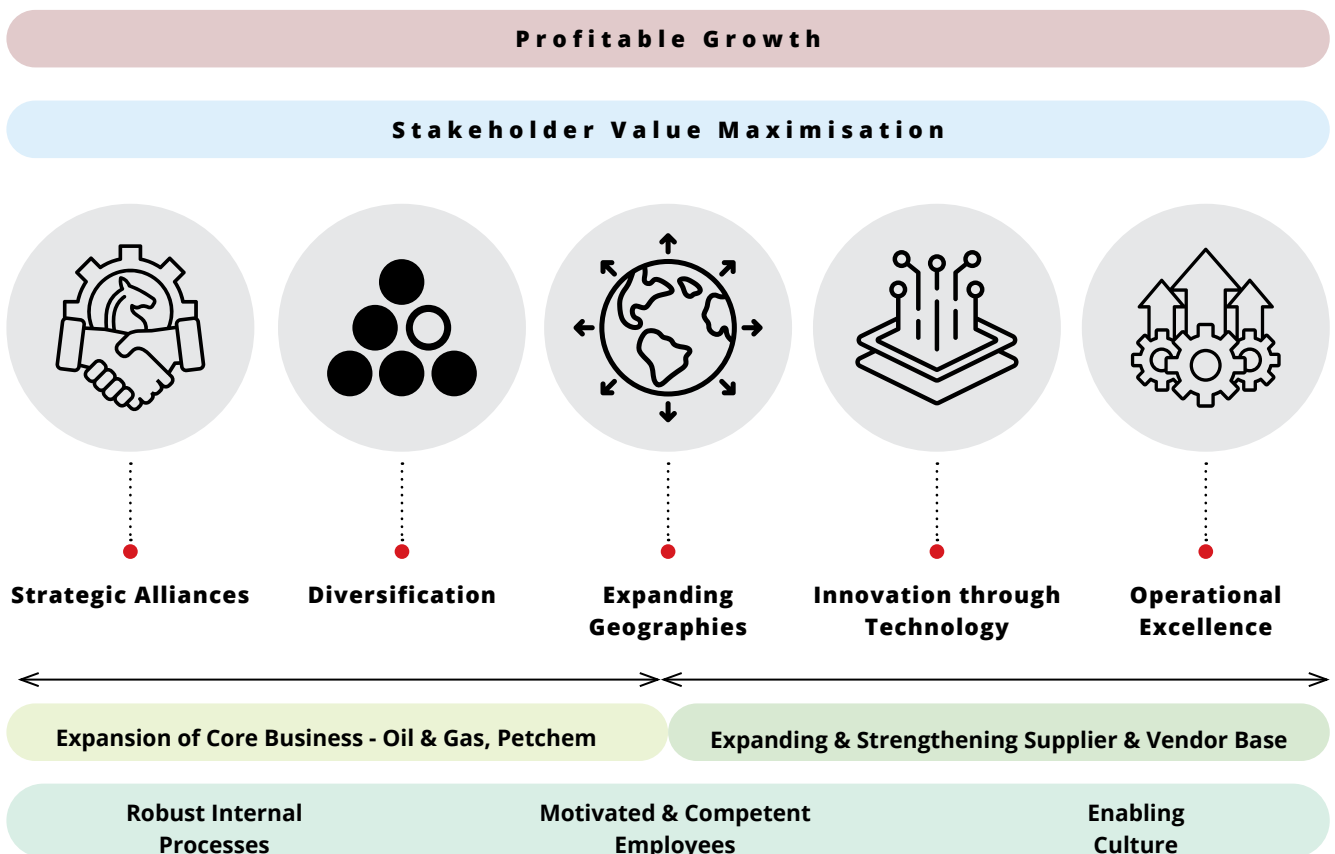 Profitable Growth
Stakeholder Value Maximisation
Strategic Alliances
Diversification
Expanding
Geographies
Innovation through
Technology
Operational
Excellence
Expansion of Core Business - Oil & Gas, Petchem
Expanding & Strengthening Supplier & Vendor Base
Robust Internal
Processes
Motivated & Competent
Employees
Enabling
Culture